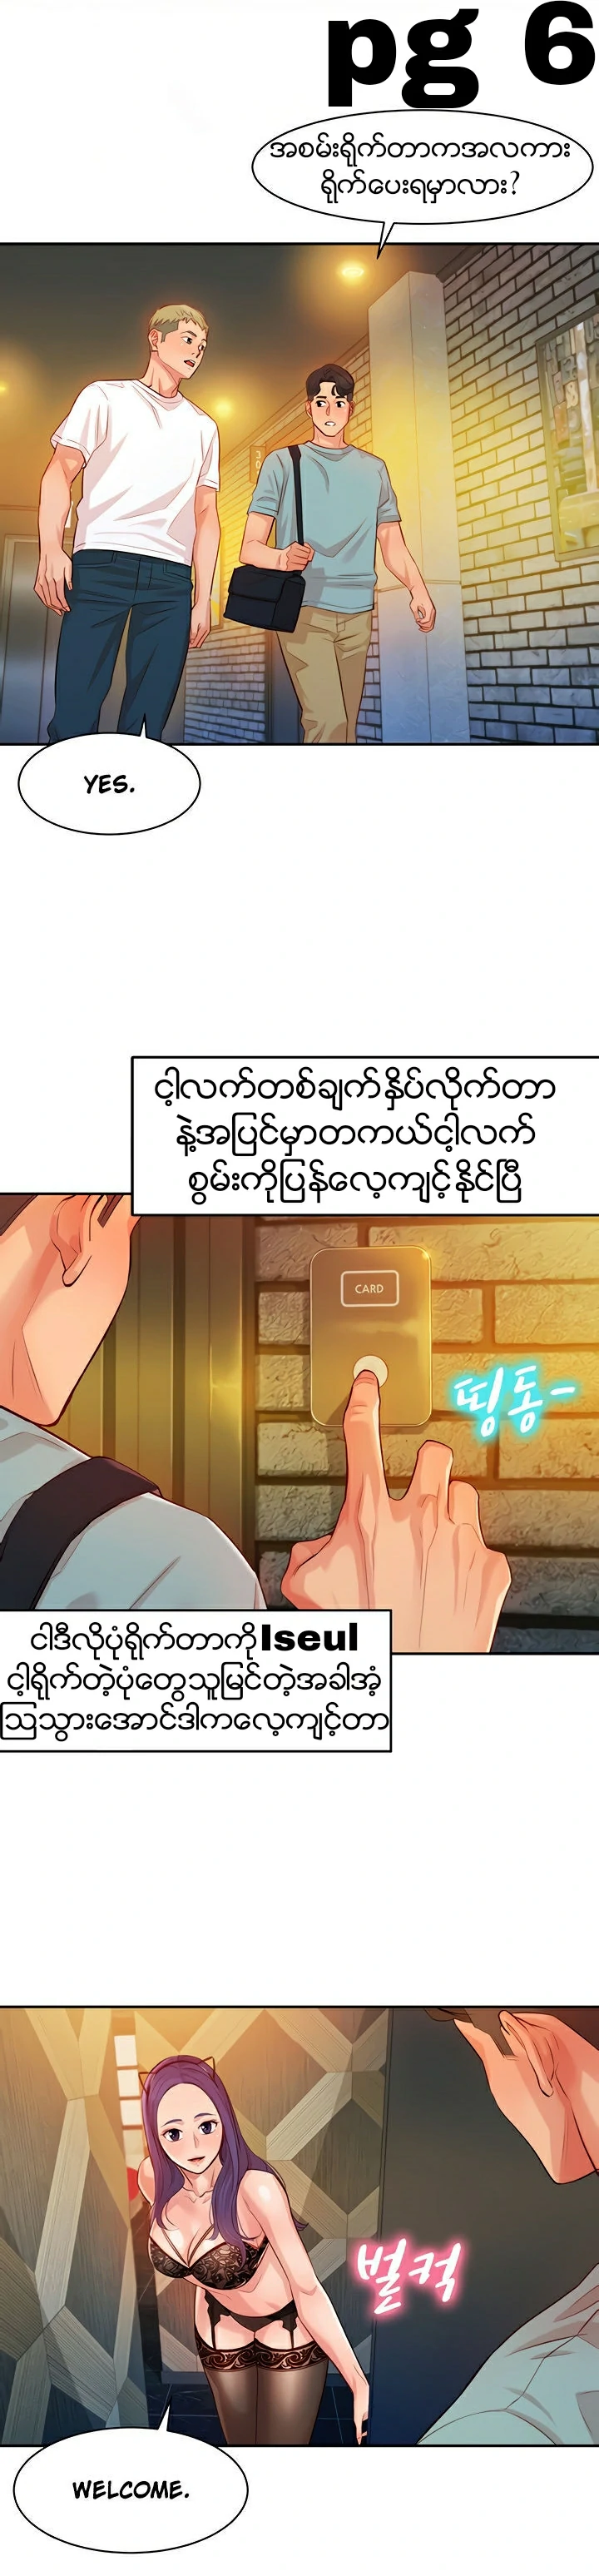 pg 6
အစမ်းရိုက်တာကအလကား
ရိုက်ပေးရမှာလား?
YES.
ငါ့လက်တစ်ချက်နှိပ်လိုက်တာ
နဲ့အပြင်မှာတကယ်ငါ့လက်
စွမ်းကိုပြန်လေ့ကျင့်နိုင်ပြီ
CARD
띵동-
ငါဒီလိုပုံရိုက်တာကိုIseul
ငါ့ရိုက်တဲ့ပုံတွေသူမြင်တဲ့အခါအံ့
သြသွားအောင်ဒါကလေ့ကျင့်တာ
벌컥
WELCOME.